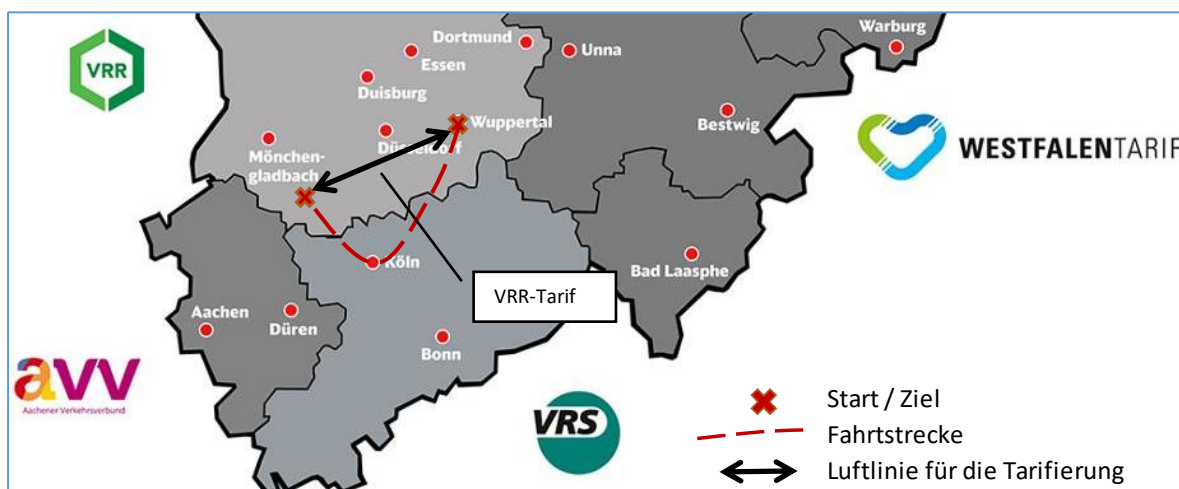 VRR
Dortmund
Unna
Warburg
Essen
Duisburg
Wuppertal
Bestwig
Düsseldorf
Mönchen-
gladbach
WESTFALENTARIF
Köln
Bad Laasphe
VRR-Tarif
Aachen
Düren
Bonn
avv
Aachener Verkehrsverbund
VRS
Start / Ziel
Fahrtstrecke
Luftlinie für die Tarifierung